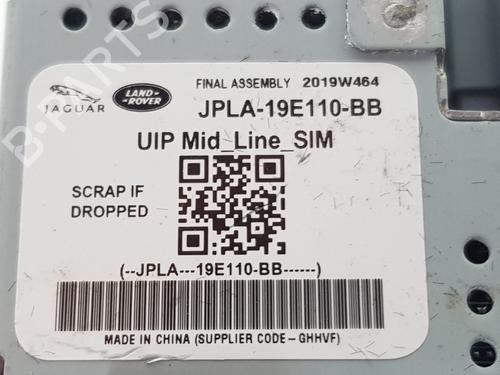 B-PARTS
FINAL ASSEMBLY 2019W464
JAGUAR
LAND-
ROVER
JPLA-19E110-BB
UIP Mid_Line_SIM
SCRAP IF
DROPPED
(--JPLA---19E110-BB------)
MADE IN CHINA (SUPPLIER CODE-GHHVF)